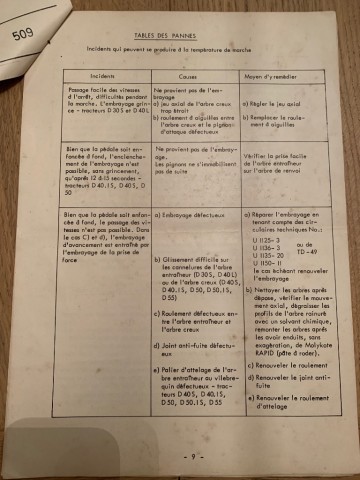 509
TABLES DES PANNES
Incidents qui peuvent se produire à la température de marche
Incidents
Causes
Moyen d'y remédier
Passage facile des vitesses
à l'arrêt, difficultés pendant
la marche. L'embrayage grin-
ce - tracteurs D 30 S et D 40 L
Ne provient pas de l'em-
brayage
a) jeu axial de l'arbre creux
trop étroit
b) roulement à aiguilles entre
l'arbre creux et le pignon
d'attaque défectueux
a) Régler le jeu axial
b) Remplacer le roule-
ment à aiguilles
Bien que la pédale soit en-
foncée à fond, l'enclenche-
ment de l'embrayage n'est
possible, sans grincement,
qu'après 12 à 15 secondes -
tracteurs D 40.1S, D 40 S, D
50
Ne provient pas de l'embray-
age.
Les pignons ne s'immobilisent
pas de suite
Vérifier la prise facile
de l'arbre entraîneur
sur l'arbre de renvoi
Bien que la pédale soit enfon-
cée à fond, le passage des vi-
tesses n'est pas possible. Dans
le cas C) et d), l'embrayage
d'avancement est entraîné par
l'embrayage de la prise de
force
a) Embrayage défectueux
b) Glissement difficile sur
les cannelures de l'arbre
entraîneur (D 30 S, D 40 L)
ou de l'arbre creux (D 40 S,
D 40.1S, D 50, D 50.1S,
D 55)
c) Roulement défectueux en-
tre l'arbre entraîneur et
l'arbre creux
d) Joint anti-fuite défectu-
eux
e) Palier d'attelage de l'ar-
bre entraîneur au vilebre-
quin défectueux - trac-
teurs D 40 S, D 40.1S,
D 50, D 50.1S, D 55
a) Réparer l'embrayage en
tenant compte des cir-
culaires techniques No.:
U 1125- 3
U 1136- 3 ou de
U 1135- 20 TD -49
U 1150- 11
le cas échéant renouveler
l'embrayage
b) Nettoyer les arbres après
dépose, vérifier le mouve-
ment axial, dégraisser les
profils de l'arbre rainuré
avec un solvant chimique,
remonter les arbres après
les avoir enduits, sans
exagération, de Molykote
RAPID (pâte à roder).
c) Renouveler le roulement
d) Renouveler le joint anti-
fuite
e) Renouveler le roulement
d'attelage
- 9 -